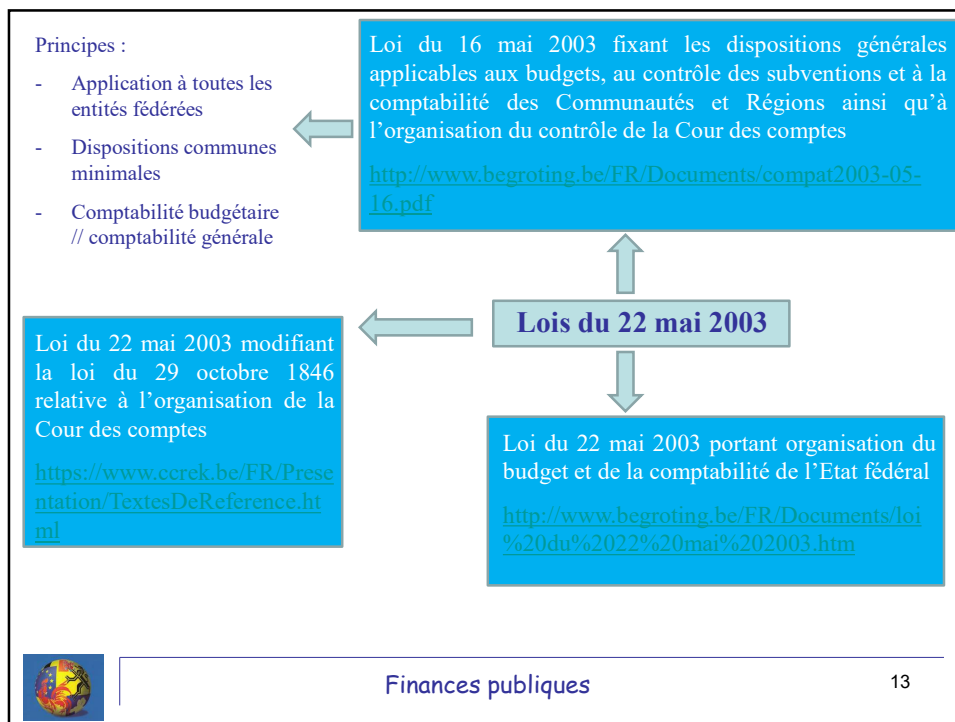 Principes :
- Application à toutes les
entités fédérées
- Dispositions communes
minimales
- Comptabilité budgétaire
// comptabilité générale
Loi du 16 mai 2003 fixant les dispositions générales
applicables aux budgets, au contrôle des subventions et à la
comptabilité des Communautés et Régions ainsi qu’à
l’organisation du contrôle de la Cour des comptes
http://www.begroting.be/FR/Documents/compat2003-05-
16.pdf
Lois du 22 mai 2003
Loi du 22 mai 2003 modifiant
la loi du 29 octobre 1846
relative à l’organisation de la
Cour des comptes
https://www.ccrek.be/FR/Prese
ntation/TextesDeReference.ht
ml
Loi du 22 mai 2003 portant organisation du
budget et de la comptabilité de l’Etat fédéral
http://www.begroting.be/FR/Documents/loi
%20du%2022%20mai%202003.htm
Finances publiques
13